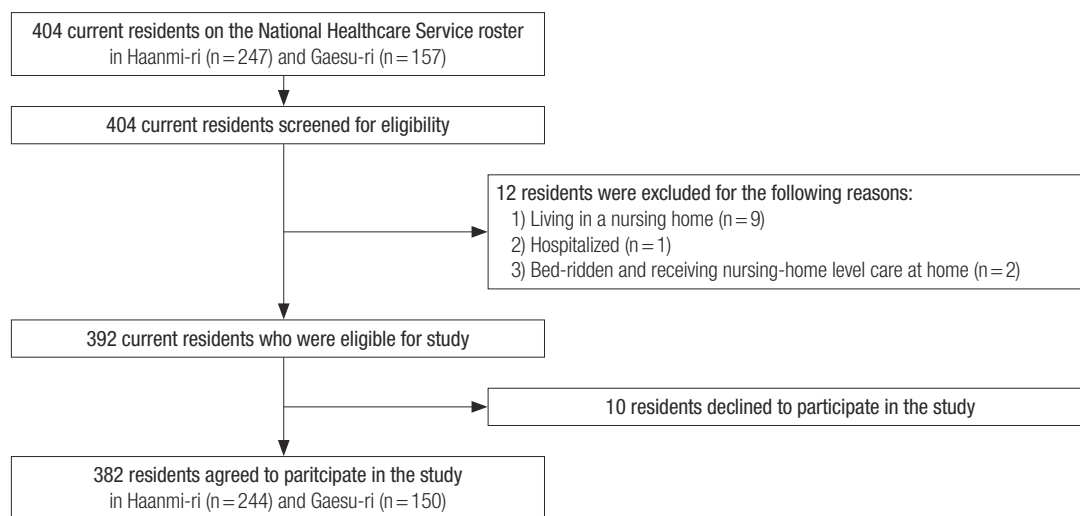 404 current residents on the National Healthcare Service roster
in Haanmi-ri (n=247) and Gaesu-ri (n=157)
404 current residents screened for eligibility
12 residents were excluded for the following reasons:
1) Living in a nursing home (n=9)
2) Hospitalized (n=1)
3) Bed-ridden and receiving nursing-home level care at home (n=2)
392 current residents who were eligible for study
10 residents declined to participate in the study
382 residents agreed to paritcipate in the study
in Haanmi-ri (n=244) and Gaesu-ri (n=150)